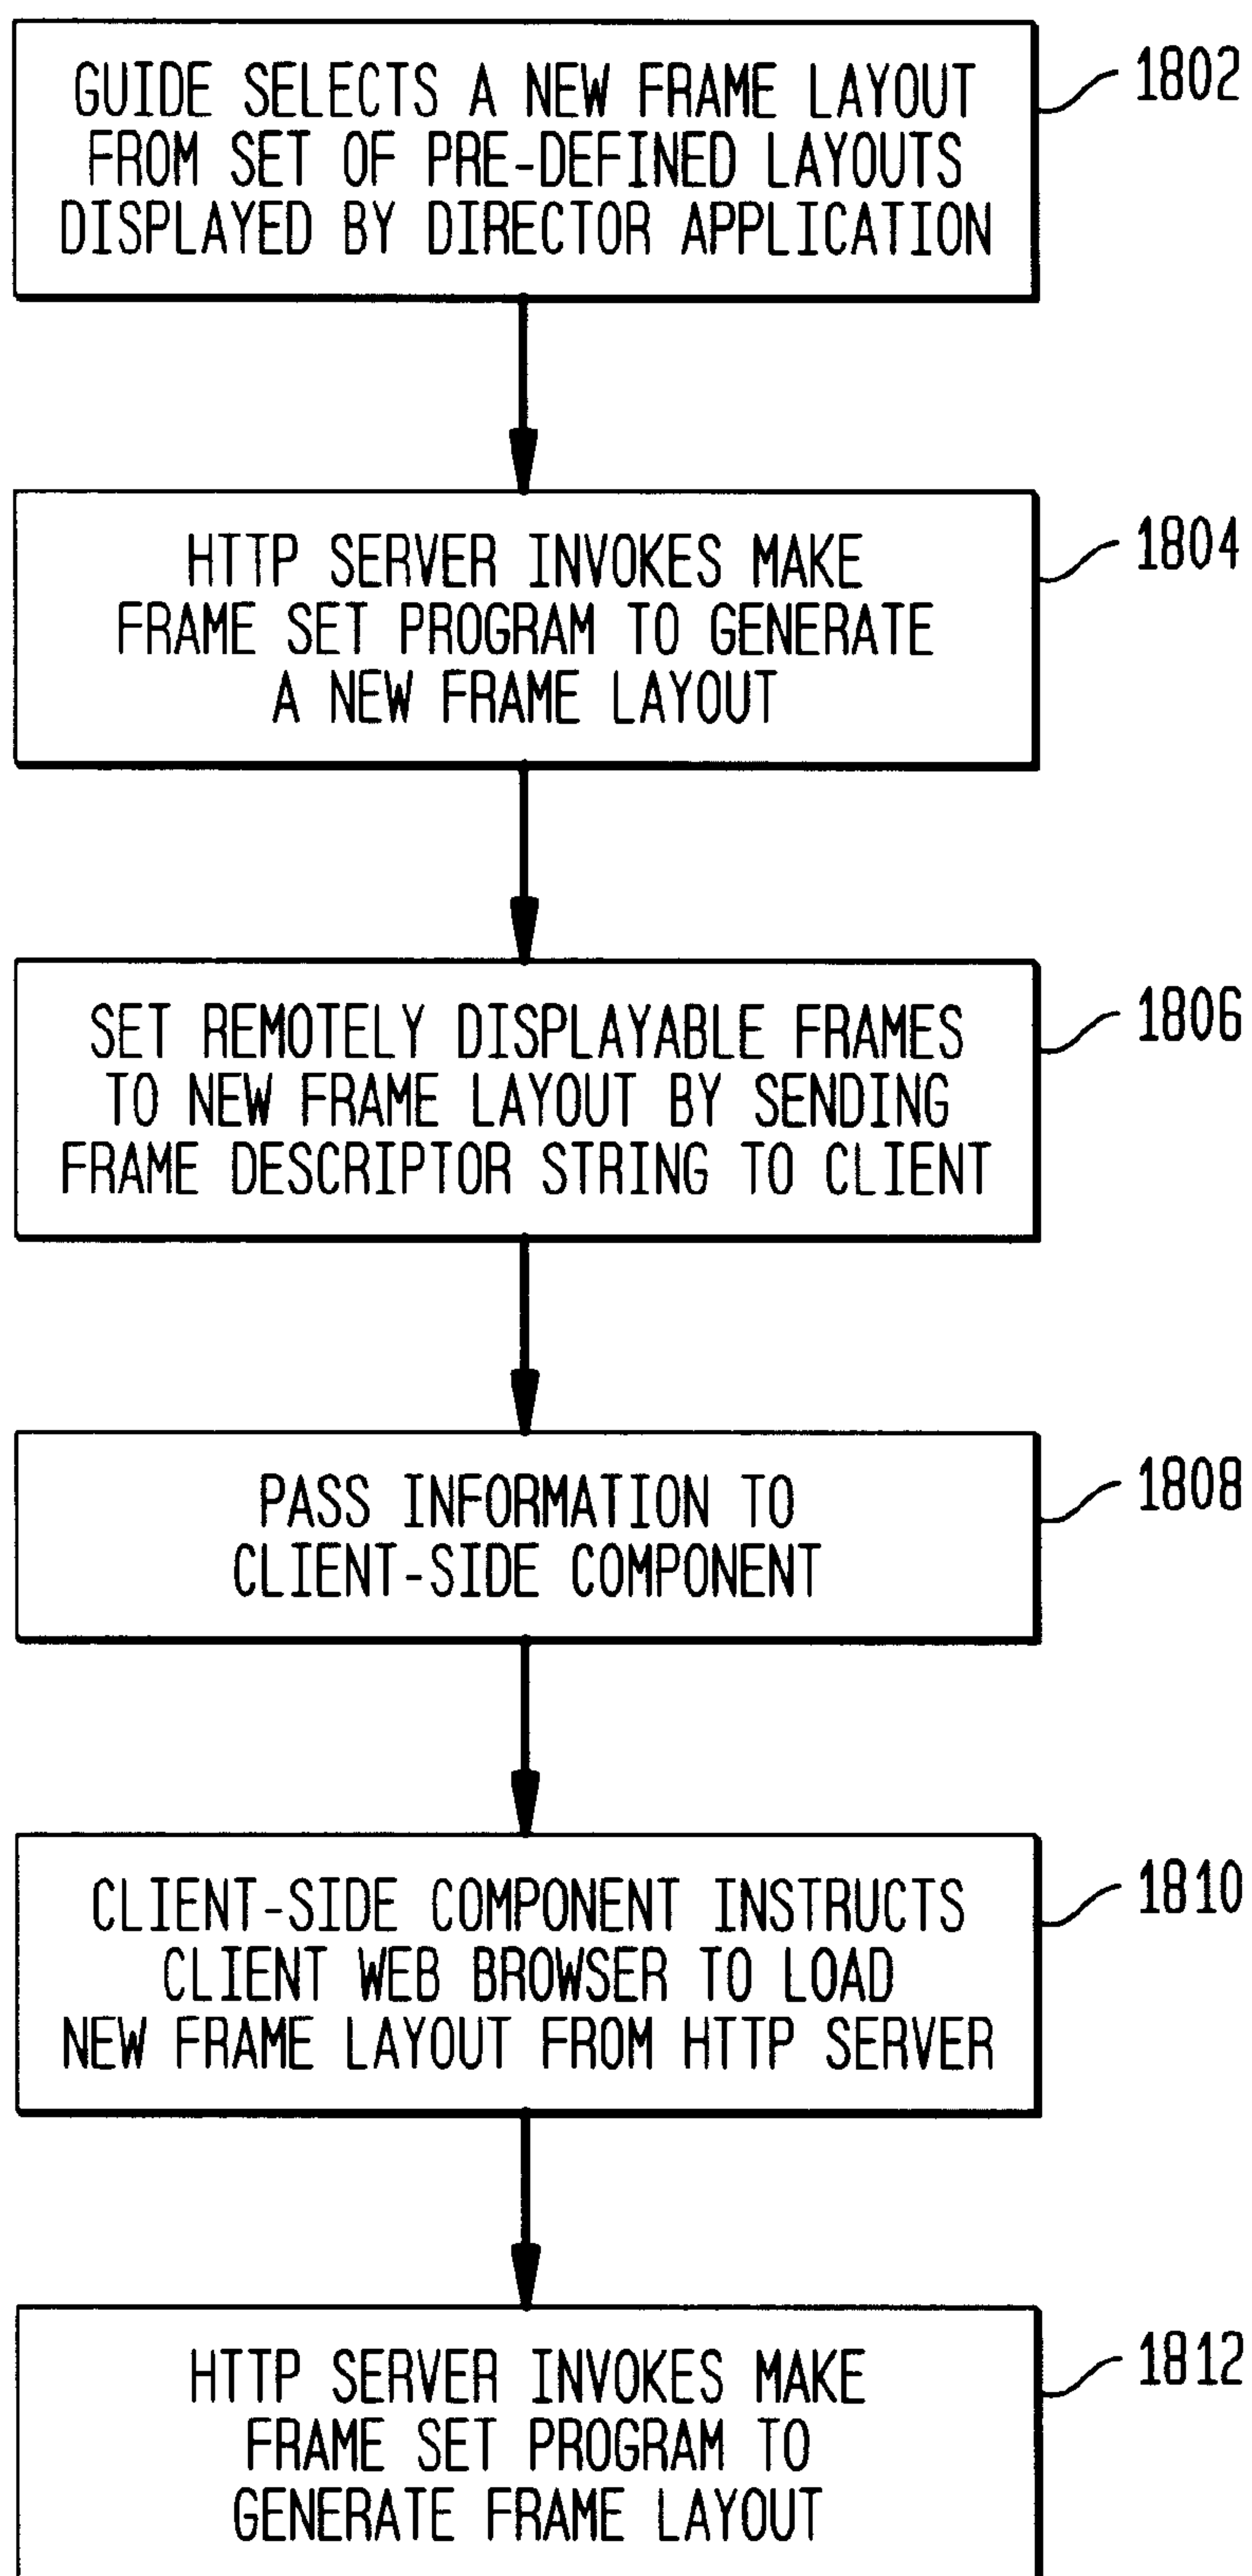 GUIDE SELECTS A NEW FRAME LAYOUT
FROM SET OF PRE-DEFINED LAYOUTS
DISPLAYED BY DIRECTOR APPLICATION
1802
HTTP SERVER INVOKES MAKE
FRAME SET PROGRAM TO GENERATE
A NEW FRAME LAYOUT
1804
SET REMOTELY DISPLAYABLE FRAMES
TO NEW FRAME LAYOUT BY SENDING
FRAME DESCRIPTOR STRING TO CLIENT
1806
PASS INFORMATION TO
CLIENT-SIDE COMPONENT
1808
CLIENT-SIDE COMPONENT INSTRUCTS
CLIENT WEB BROWSER TO LOAD
NEW FRAME LAYOUT FROM HTTP SERVER
1810
HTTP SERVER INVOKES MAKE
FRAME SET PROGRAM TO
GENERATE FRAME LAYOUT
1812